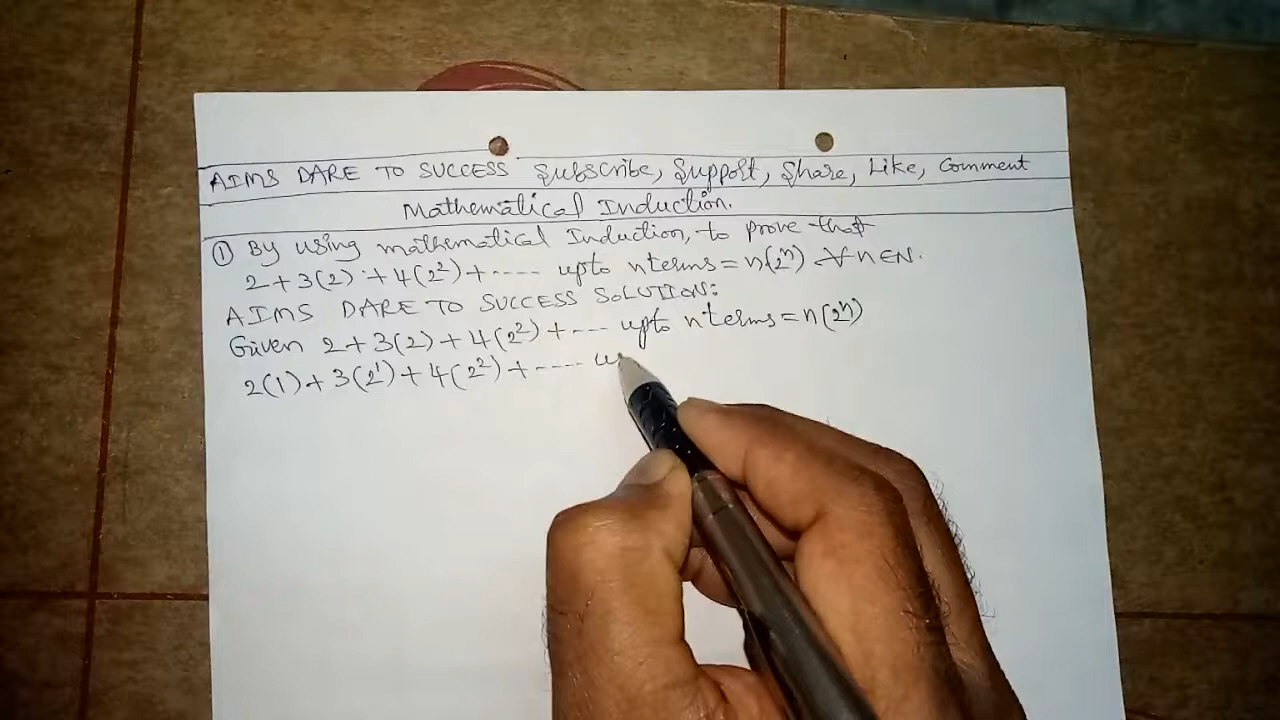 AIMS DARE TO SUCCESS Subscribe, Support, Share, Like, Comment
Mathematical Induction.
① By using mathematical Induction, to prove that
2+3(2)+4(2²)+---- upto n terms = n(2ⁿ) ∀ n∈N.
AIMS DARE TO SUCCESS SOLUTION:
Given 2+3(2)+4(2²)+--- upto n terms = n(2ⁿ)
2(1)+3(2¹)+4(2²)+----